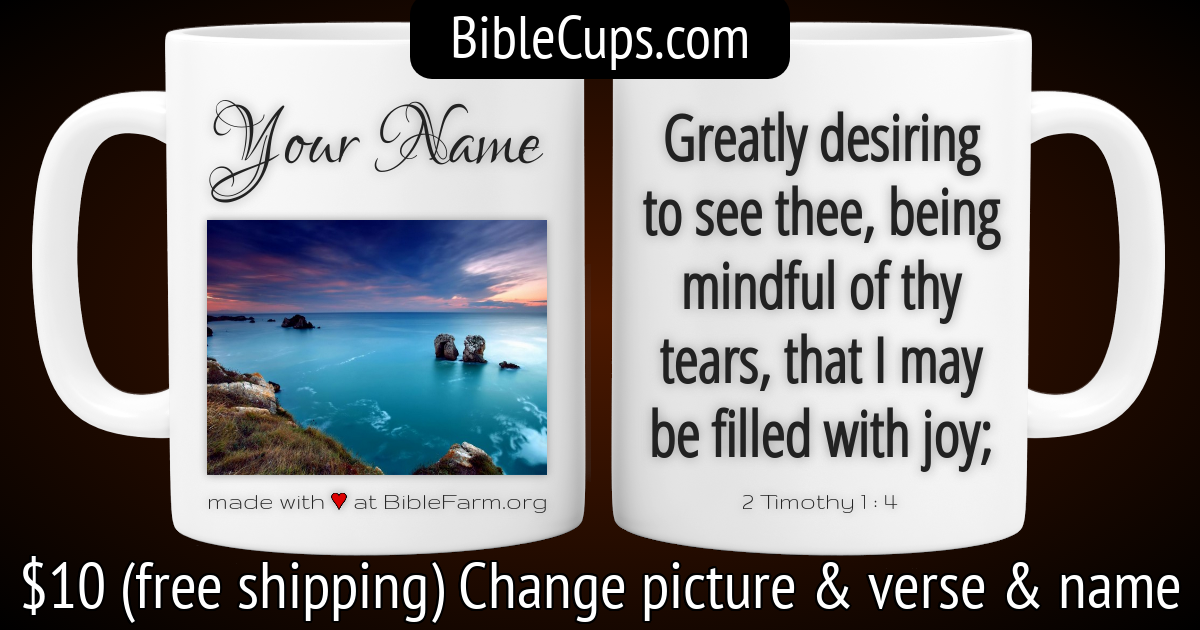 BibleCups.com
Your Name
made with ♥ at BibleFarm.org
Greatly desiring
to see thee, being
mindful of thy
tears, that I may
be filled with joy;
2 Timothy 1 : 4
$10 (free shipping) Change picture & verse & name